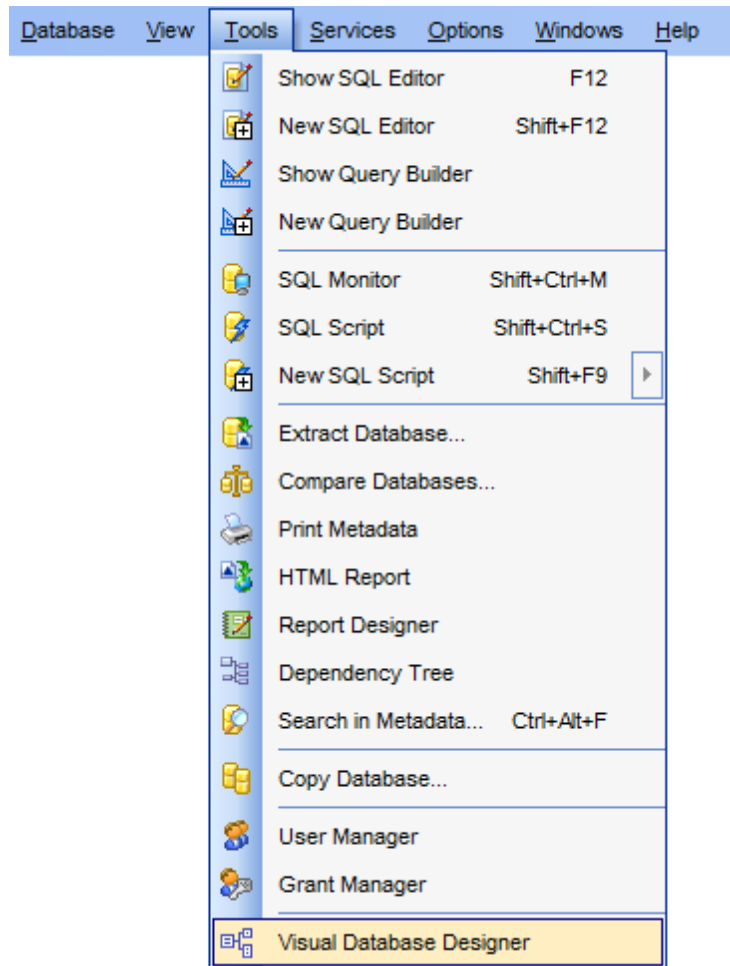 Database View Tools Services Options Windows Help
Show SQL Editor F12
New SQL Editor Shift+F12
Show Query Builder
New Query Builder
SQL Monitor Shift+Ctrl+M
SQL Script Shift+Ctrl+S
New SQL Script Shift+F9
Extract Database...
Compare Databases...
Print Metadata
HTML Report
Report Designer
Dependency Tree
Search in Metadata... Ctrl+Alt+F
Copy Database...
User Manager
Grant Manager
Visual Database Designer